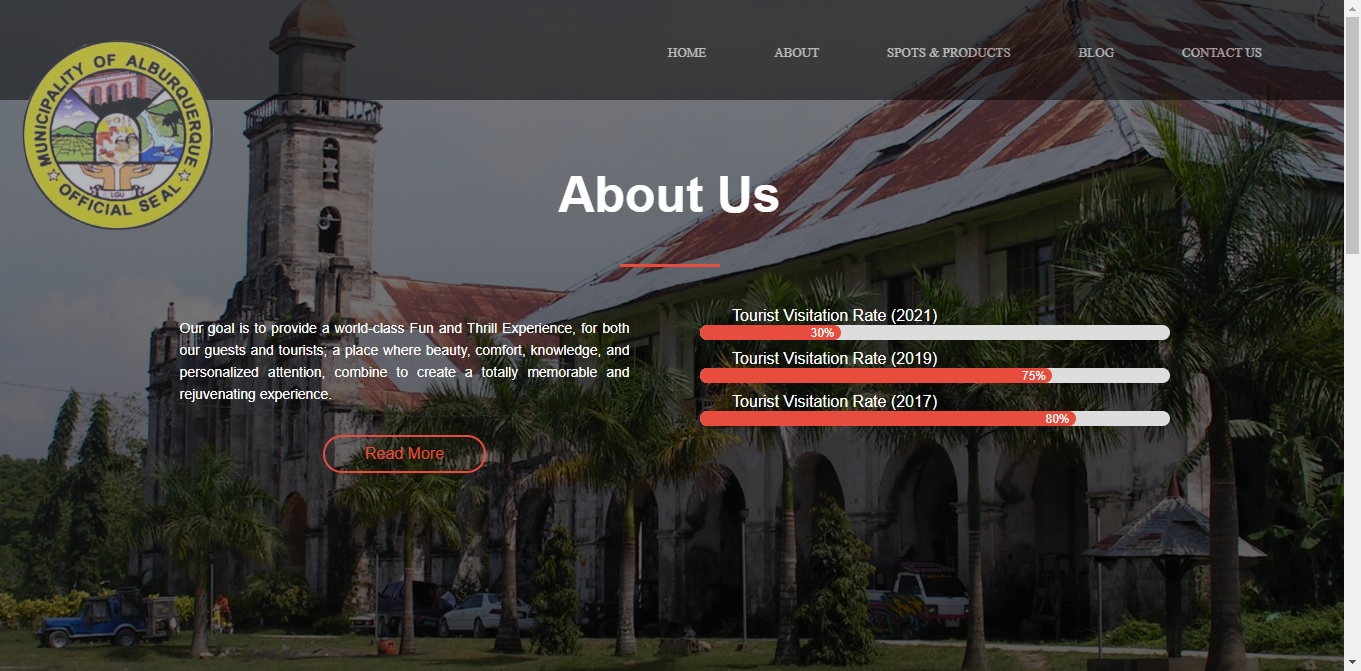 MUNICIPALITY OF ALBURQUERQUE
LGU
OFFICIAL SEAL
HOME ABOUT SPOTS & PRODUCTS BLOG CONTACT US
About Us
Our goal is to provide a world-class Fun and Thrill Experience, for both
our guests and tourists; a place where beauty, comfort, knowledge, and
personalized attention, combine to create a totally memorable and
rejuvenating experience.
Read More
Tourist Visitation Rate (2021)
30%
Tourist Visitation Rate (2019)
75%
Tourist Visitation Rate (2017)
80%